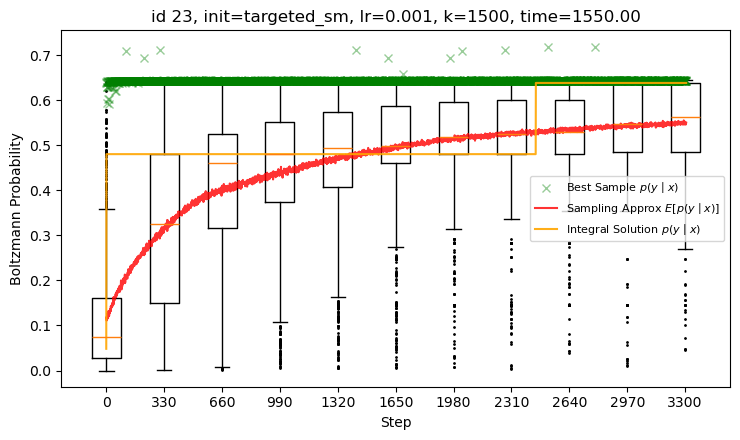 id 23, init=targeted_sm, lr=0.001, k=1500, time=1550.00
Boltzmann Probability
0.7
0.6
0.5
0.4
0.3
0.2
0.1
0.0
Best Sample p(y | x)
Sampling Approx E[p(y | x)]
Integral Solution p(y | x)
0 330 660 990 1320 1650 1980 2310 2640 2970 3300
Step